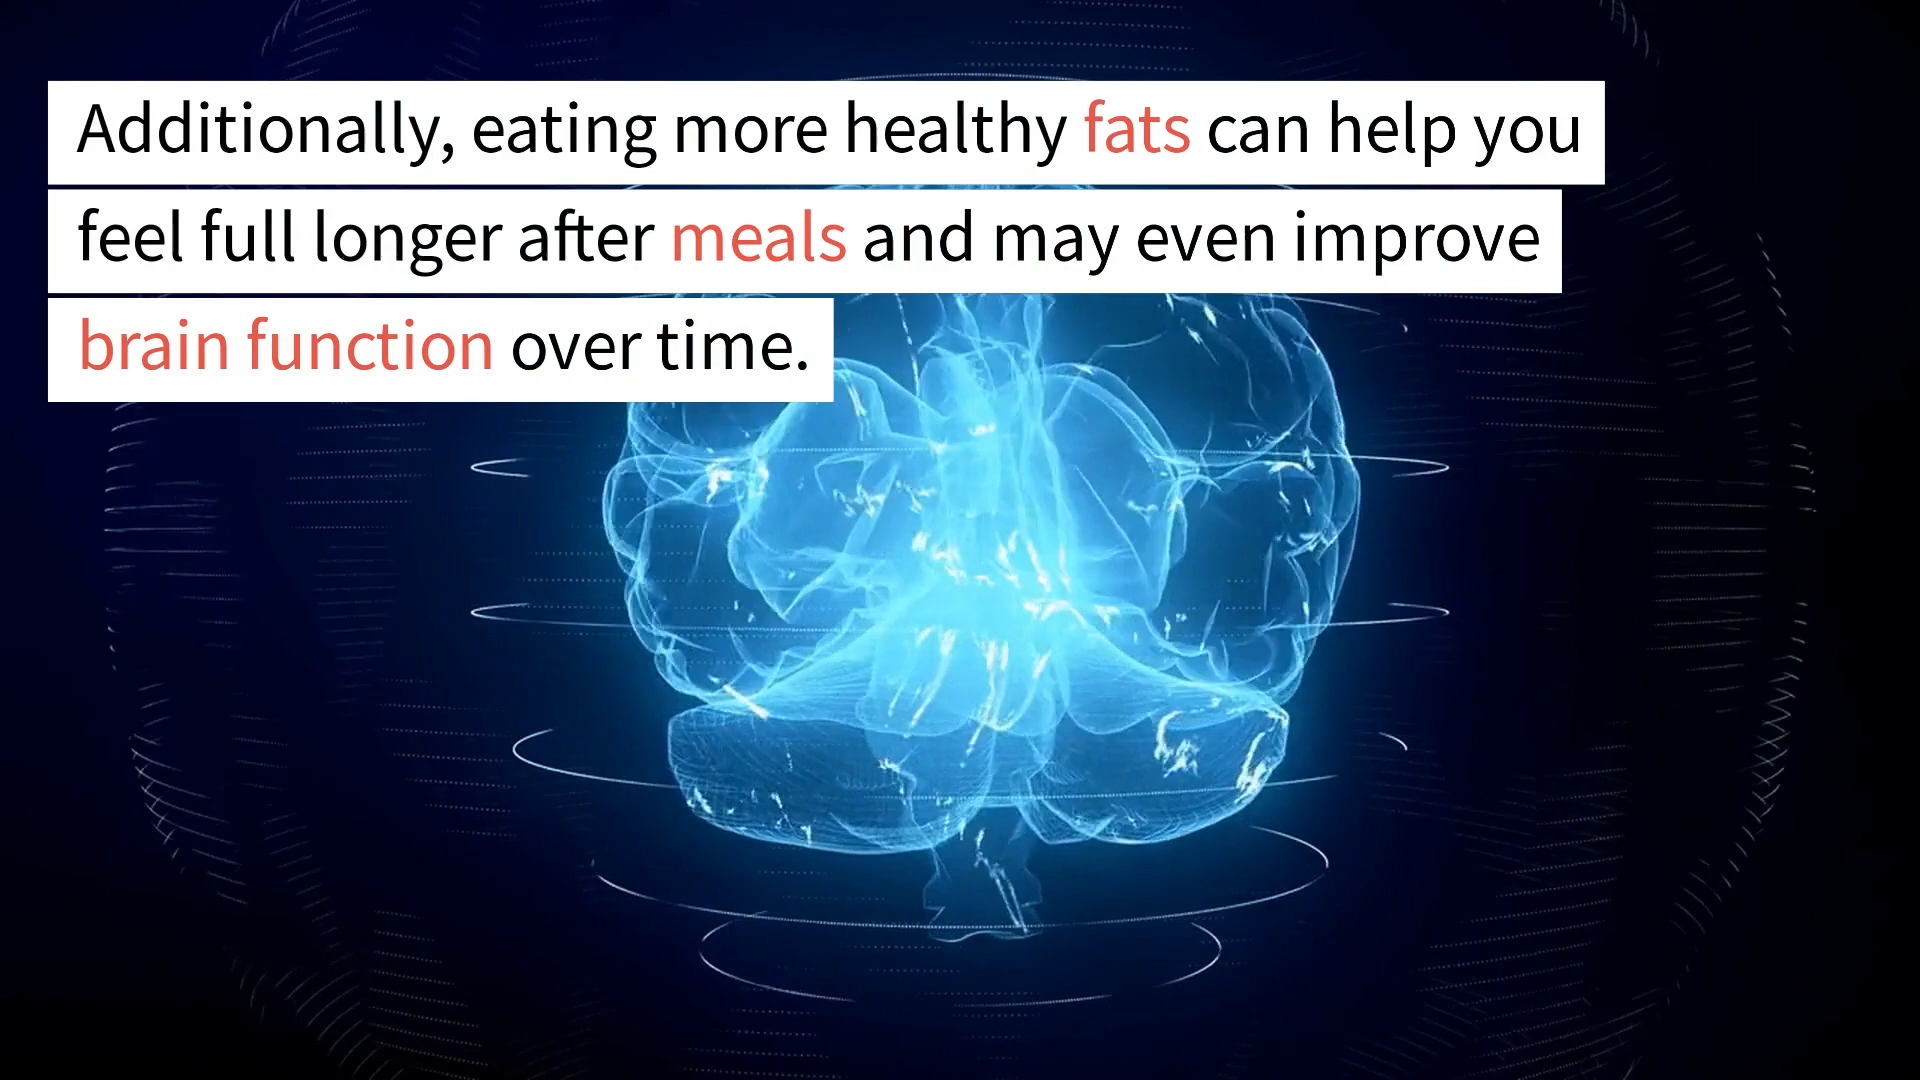 Additionally, eating more healthy fats can help you
feel full longer after meals and may even improve
brain function over time.